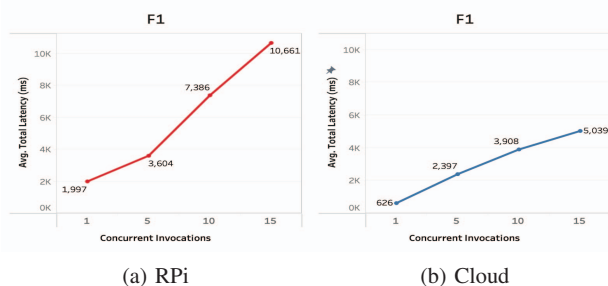 F1
Avg. Total Latency (ms)
10K
8K
6K
4K
2K
0K
1,997
3,604
7,386
10,661
1 5 10 15
Concurrent Invocations
(a) RPi
F1
Avg. Total Latency (ms)
10K
8K
6K
4K
2K
0K
626
2,397
3,908
5,039
1 5 10 15
Concurrent Invocations
(b) Cloud